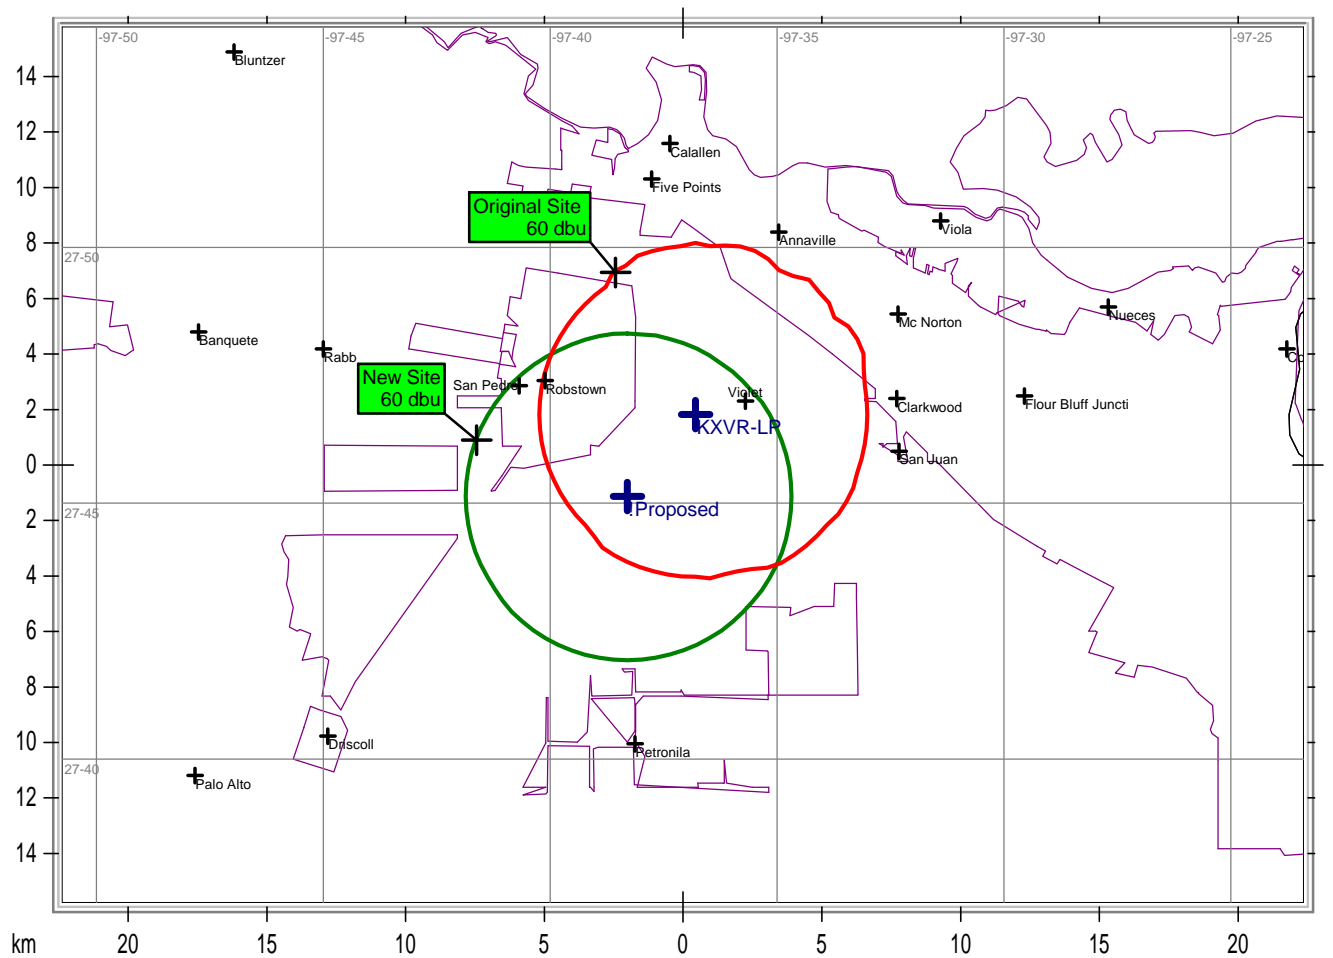 -97-50
-97-45
-97-40
-97-35
-97-30
-97-25
Bluntzer
14
12
Calallen
10
Five Points
Original Site
60 dbu
Viola
Annaville
8
27-50
6
Nueces
Mc Norton
Banquete
4
Rabb
New Site
60 dbu
San Pedro
Robstown
Violet
2
Clarkwood
Flour Bluff Juncti
KXVR-LP
San Juan
0
Proposed
27-45
2
4
6
8
Driscoll
Petronila
10
27-40
Palo Alto
12
14
km
20
15
10
5
0
5
10
15
20